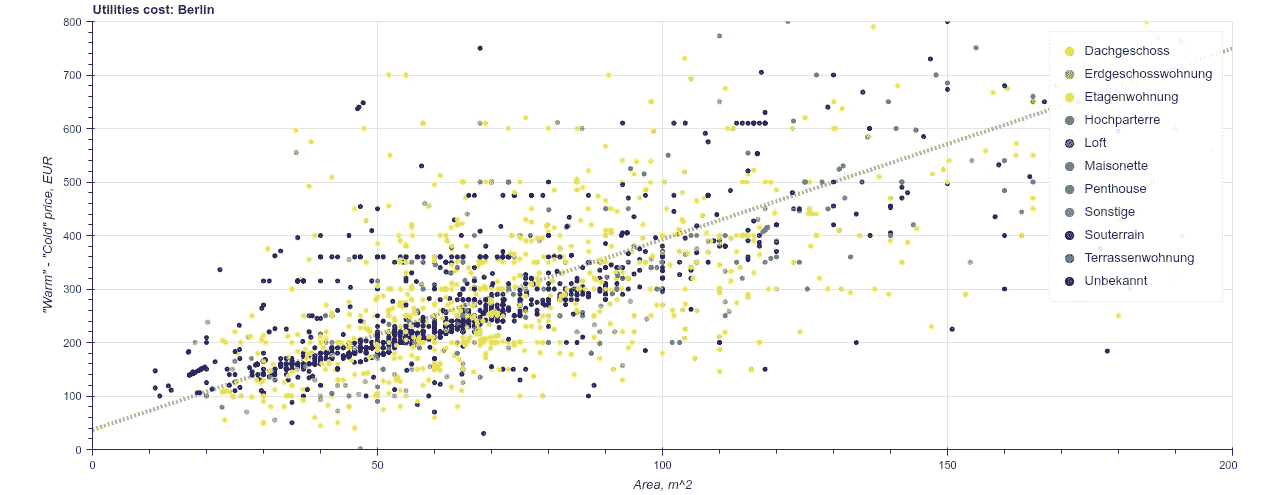 Utilities cost: Berlin
800
700
600
500
400
300
200
100
0
"Warm" - "Cold" price, EUR
0
50
100
150
200
Area, m^2
Dachgeschoss
Erdgeschosswohnung
Etagenwohnung
Hochparterre
Loft
Maisonette
Penthouse
Sonstige
Souterrain
Terrassenwohnung
Unbekannt